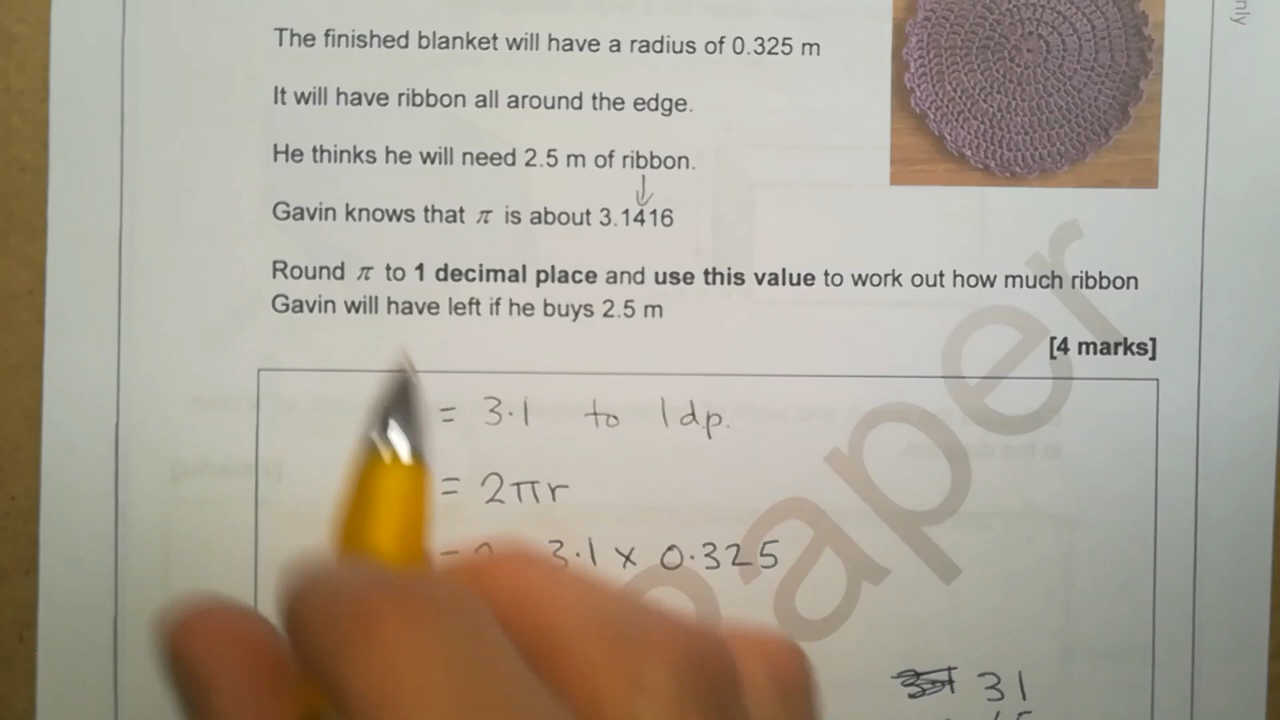 nly
The finished blanket will have a radius of 0.325 m
It will have ribbon all around the edge.
He thinks he will need 2.5 m of ribbon.
Gavin knows that π is about 3.1416
Round π to 1 decimal place and use this value to work out how much ribbon
Gavin will have left if he buys 2.5 m
[4 marks]
= 3.1 to 1dp.
= 2πr
= 3.1 x 0.325
31
paper